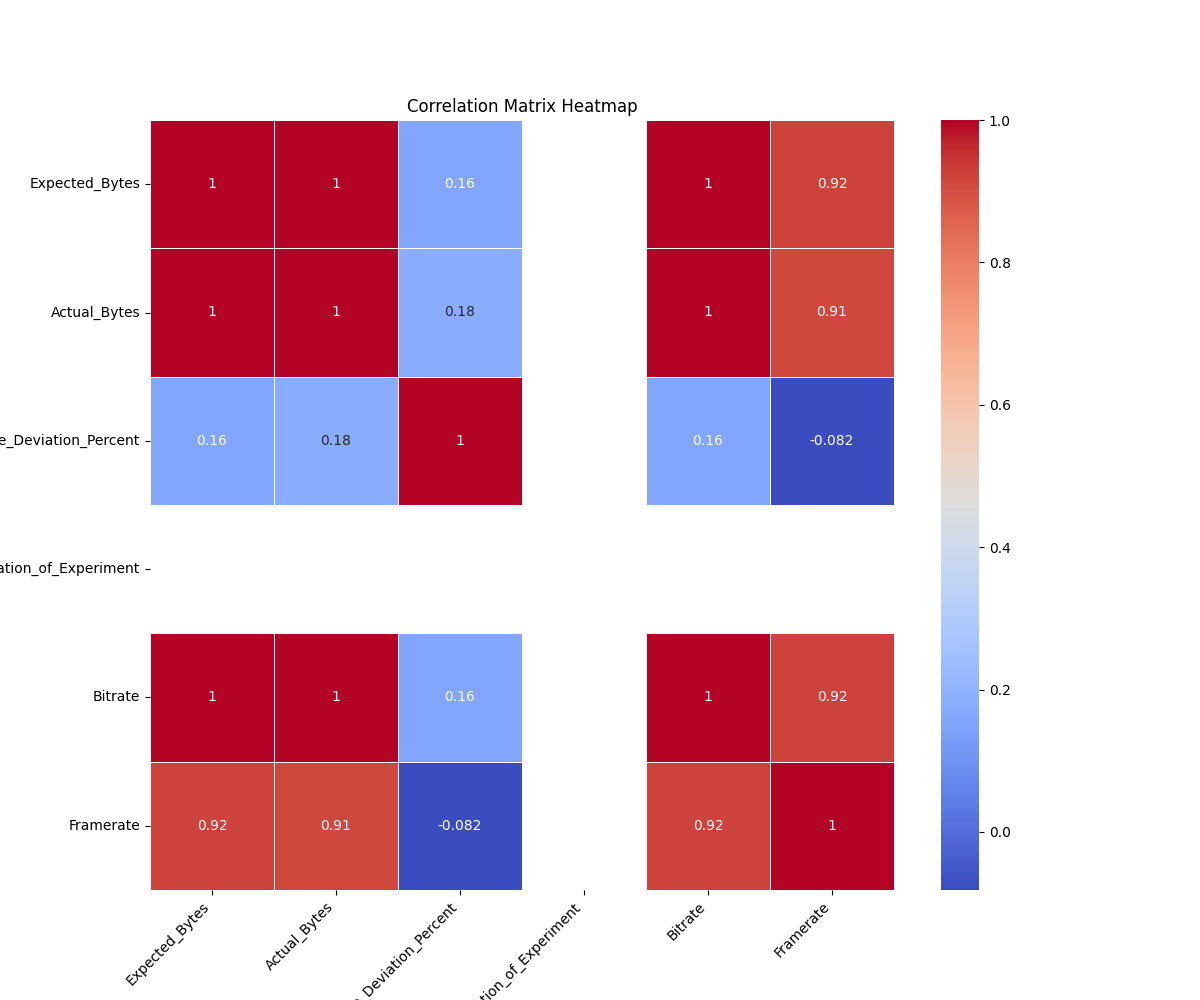 Correlation Matrix Heatmap
Expected_Bytes 1 1 0.16 1 0.92
Actual_Bytes 1 1 0.18 1 0.91
e_Deviation_Percent 0.16 0.18 1 0.16 -0.082
ation_of_Experiment
Bitrate 1 1 0.16 1 0.92
Framerate 0.92 0.91 -0.082 0.92 1
Expected_Bytes
Actual_Bytes
_Deviation_Percent
tion_of_Experiment
Bitrate
Framerate
1.0
0.8
0.6
0.4
0.2
0.0